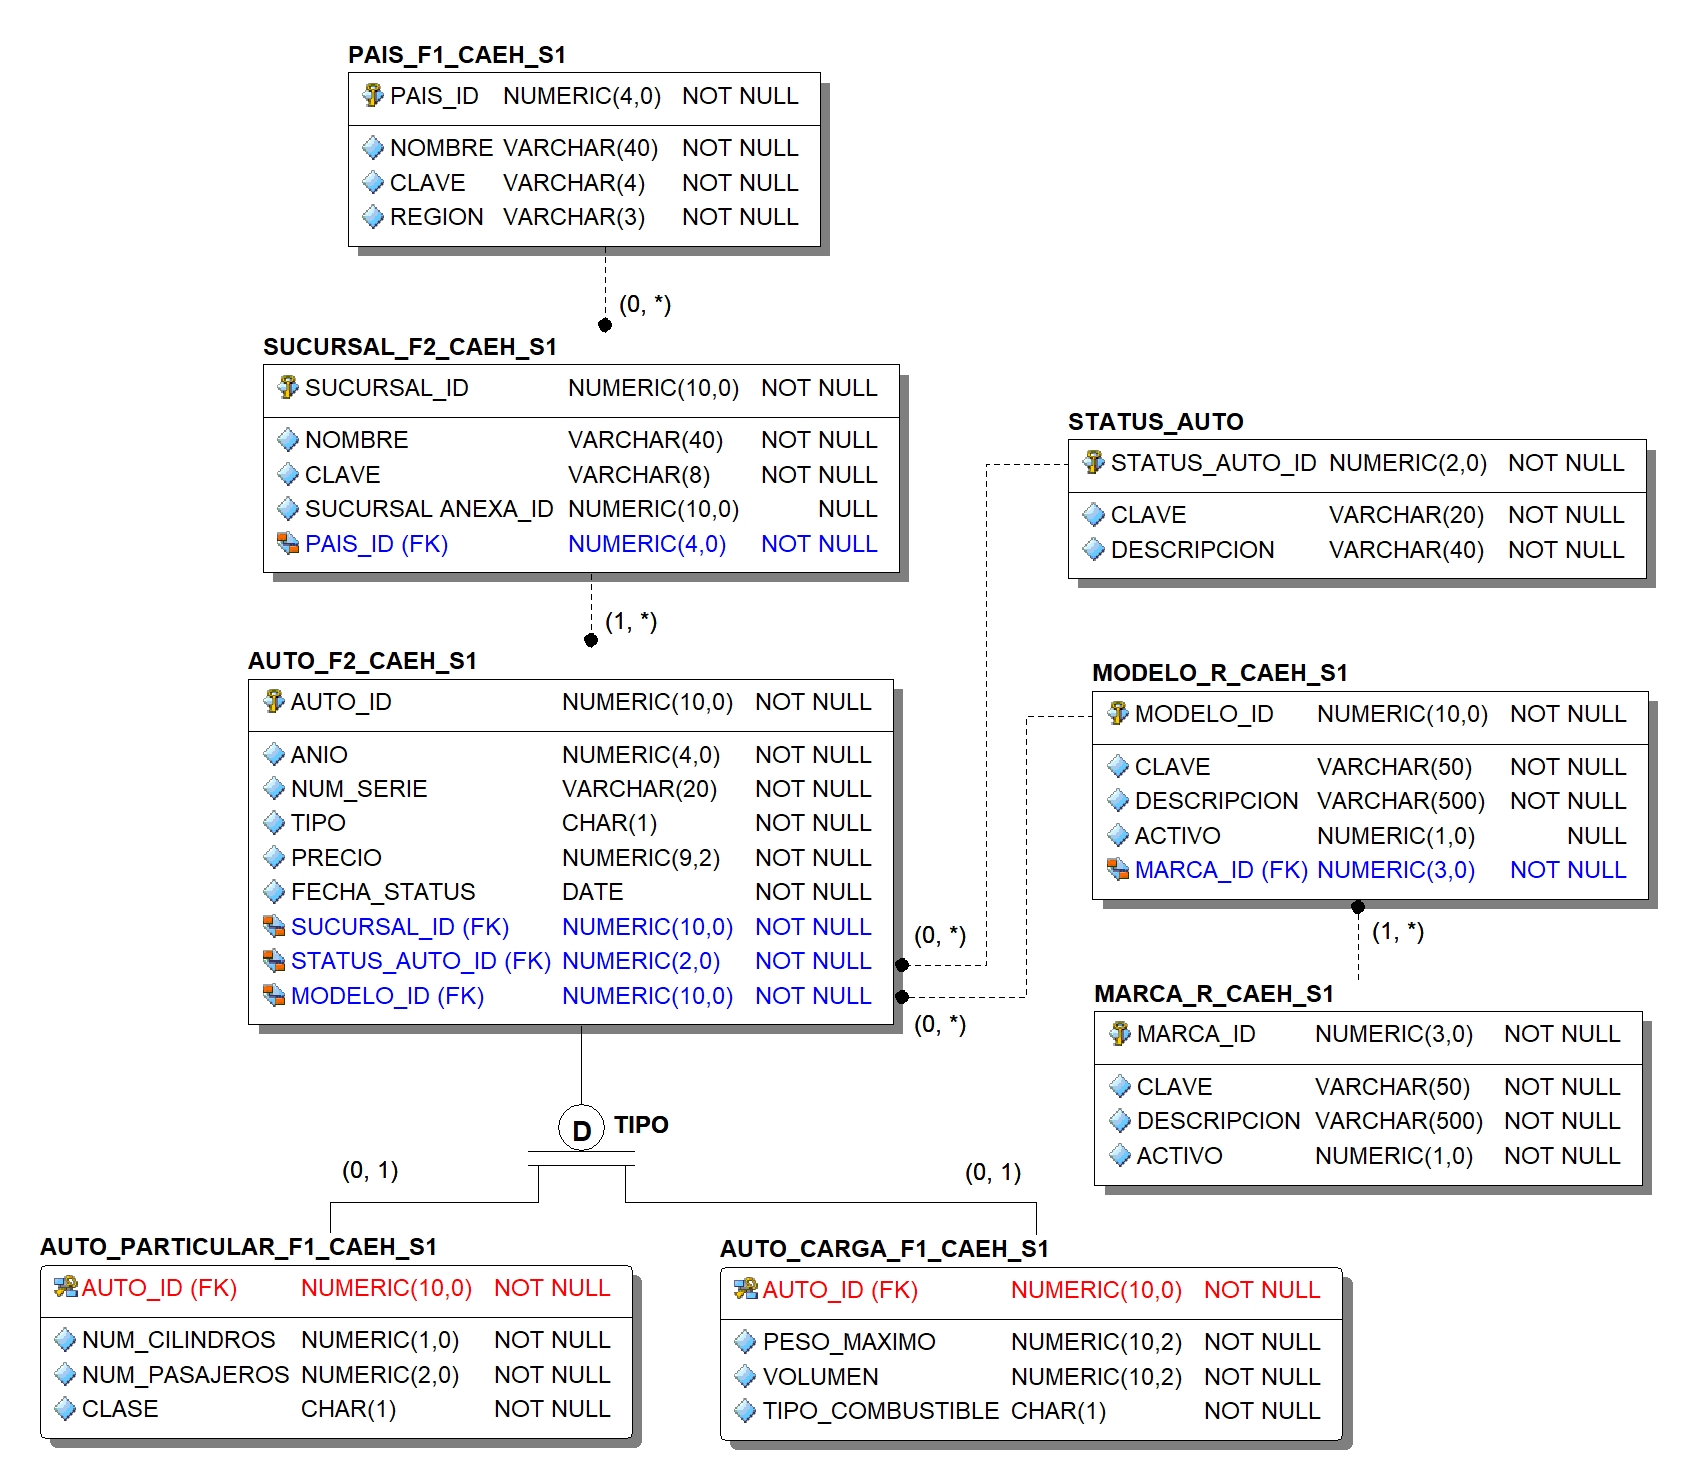 PAIS_F1_CAEH_S1
PAIS_ID NUMERIC(4,0) NOT NULL
NOMBRE VARCHAR(40) NOT NULL
CLAVE VARCHAR(4) NOT NULL
REGION VARCHAR(3) NOT NULL
(0, *)
SUCURSAL_F2_CAEH_S1
SUCURSAL_ID NUMERIC(10,0) NOT NULL
NOMBRE VARCHAR(40) NOT NULL
CLAVE VARCHAR(8) NOT NULL
SUCURSAL ANEXA_ID NUMERIC(10,0) NULL
PAIS_ID (FK) NUMERIC(4,0) NOT NULL
(1, *)
STATUS_AUTO
STATUS_AUTO_ID NUMERIC(2,0) NOT NULL
CLAVE VARCHAR(20) NOT NULL
DESCRIPCION VARCHAR(40) NOT NULL
AUTO_F2_CAEH_S1
AUTO_ID NUMERIC(10,0) NOT NULL
ANIO NUMERIC(4,0) NOT NULL
NUM_SERIE VARCHAR(20) NOT NULL
TIPO CHAR(1) NOT NULL
PRECIO NUMERIC(9,2) NOT NULL
FECHA_STATUS DATE NOT NULL
SUCURSAL_ID (FK) NUMERIC(10,0) NOT NULL
STATUS_AUTO_ID (FK) NUMERIC(2,0) NOT NULL
MODELO_ID (FK) NUMERIC(10,0) NOT NULL
(0, *)
(0, *)
MODELO_R_CAEH_S1
MODELO_ID NUMERIC(10,0) NOT NULL
CLAVE VARCHAR(50) NOT NULL
DESCRIPCION VARCHAR(500) NOT NULL
ACTIVO NUMERIC(1,0) NULL
MARCA_ID (FK) NUMERIC(3,0) NOT NULL
(1, *)
MARCA_R_CAEH_S1
MARCA_ID NUMERIC(3,0) NOT NULL
CLAVE VARCHAR(50) NOT NULL
DESCRIPCION VARCHAR(500) NOT NULL
ACTIVO NUMERIC(1,0) NOT NULL
D TIPO
(0, 1)
(0, 1)
AUTO_PARTICULAR_F1_CAEH_S1
AUTO_ID (FK) NUMERIC(10,0) NOT NULL
NUM_CILINDROS NUMERIC(1,0) NOT NULL
NUM_PASAJEROS NUMERIC(2,0) NOT NULL
CLASE CHAR(1) NOT NULL
AUTO_CARGA_F1_CAEH_S1
AUTO_ID (FK) NUMERIC(10,0) NOT NULL
PESO_MAXIMO NUMERIC(10,2) NOT NULL
VOLUMEN NUMERIC(10,2) NOT NULL
TIPO_COMBUSTIBLE CHAR(1) NOT NULL